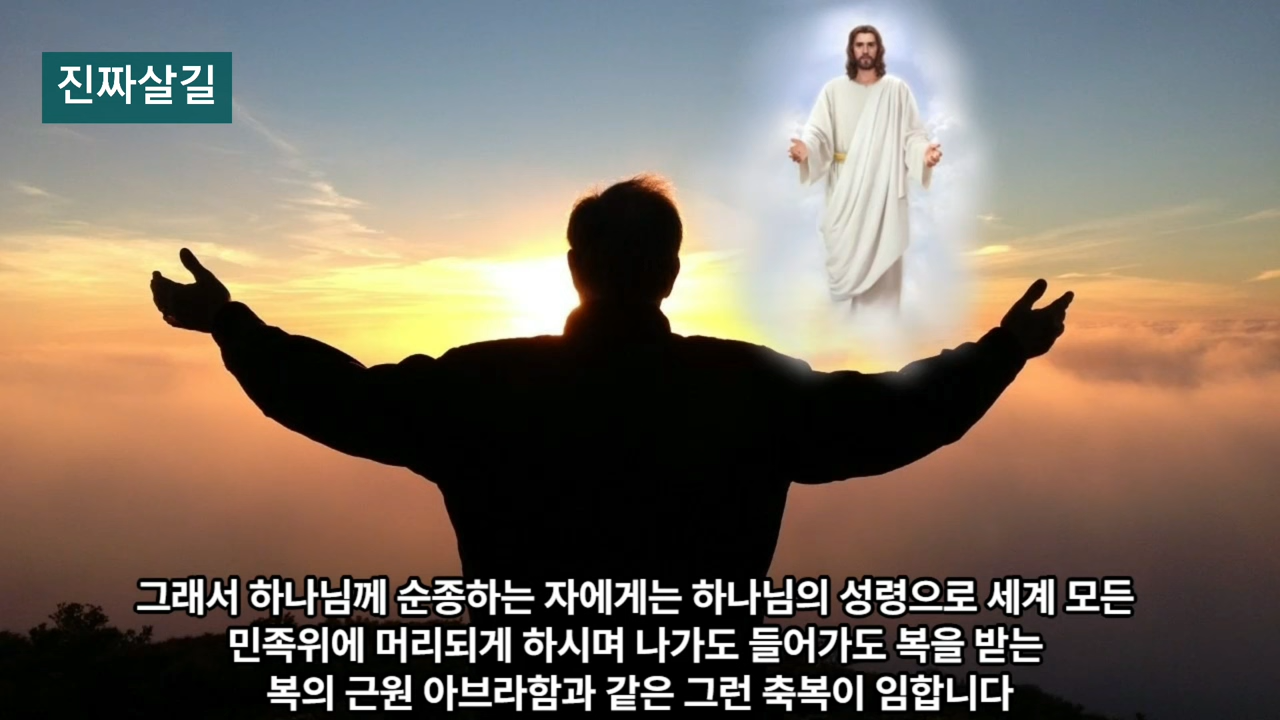 진짜살길
그래서 하나님께 순종하는 자에게는 하나님의 성령으로 세계 모든
민족위에 머리되게 하시며 나가도 들어가도 복을 받는
복의 근원 아브라함과 같은 그런 축복이 임합니다